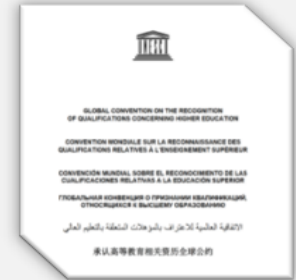 UNESCO
GLOBAL CONVENTION ON THE RECOGNITION
OF QUALIFICATIONS CONCERNING HIGHER EDUCATION
CONVENTION MONDIALE SUR LA RECONNAISSANCE DES
QUALIFICATIONS RELATIVES À L'ENSEIGNEMENT SUPÉRIEUR
CONVENCIÓN MUNDIAL SOBRE EL RECONOCIMIENTO DE LAS
CUALIFICACIONES RELATIVAS A LA EDUCACIÓN SUPERIOR
ГЛОБАЛЬНАЯ КОНВЕНЦИЯ О ПРИЗНАНИИ КВАЛИФИКАЦИЙ,
ОТНОСЯЩИХСЯ К ВЫСШЕМУ ОБРАЗОВАНИЮ
الاتفاقية العالمية للاعتراف بالمؤهلات المتعلقة بالتعليم العالي
承认高等教育相关资历全球公约